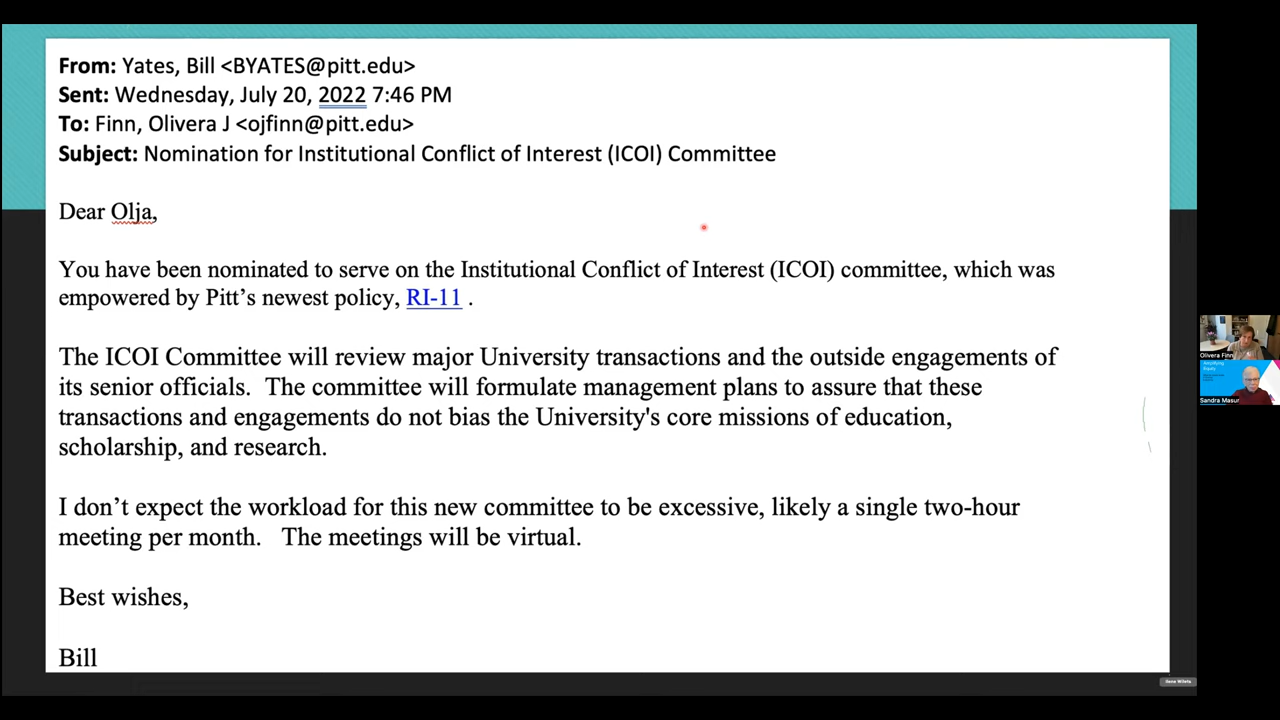 From: Yates, Bill <BYATES@pitt.edu>
Sent: Wednesday, July 20, 2022 7:46 PM
To: Finn, Olivera J <ojfinn@pitt.edu>
Subject: Nomination for Institutional Conflict of Interest (ICOI) Committee
Dear Olja,
You have been nominated to serve on the Institutional Conflict of Interest (ICOI) committee, which was
empowered by Pitt’s newest policy, RI-11 .
The ICOI Committee will review major University transactions and the outside engagements of
its senior officials.  The committee will formulate management plans to assure that these
transactions and engagements do not bias the University's core missions of education,
scholarship, and research.
I don’t expect the workload for this new committee to be excessive, likely a single two-hour
meeting per month.   The meetings will be virtual.
Best wishes,
Bill
Olivera Finn
Equity
Sandra Masur